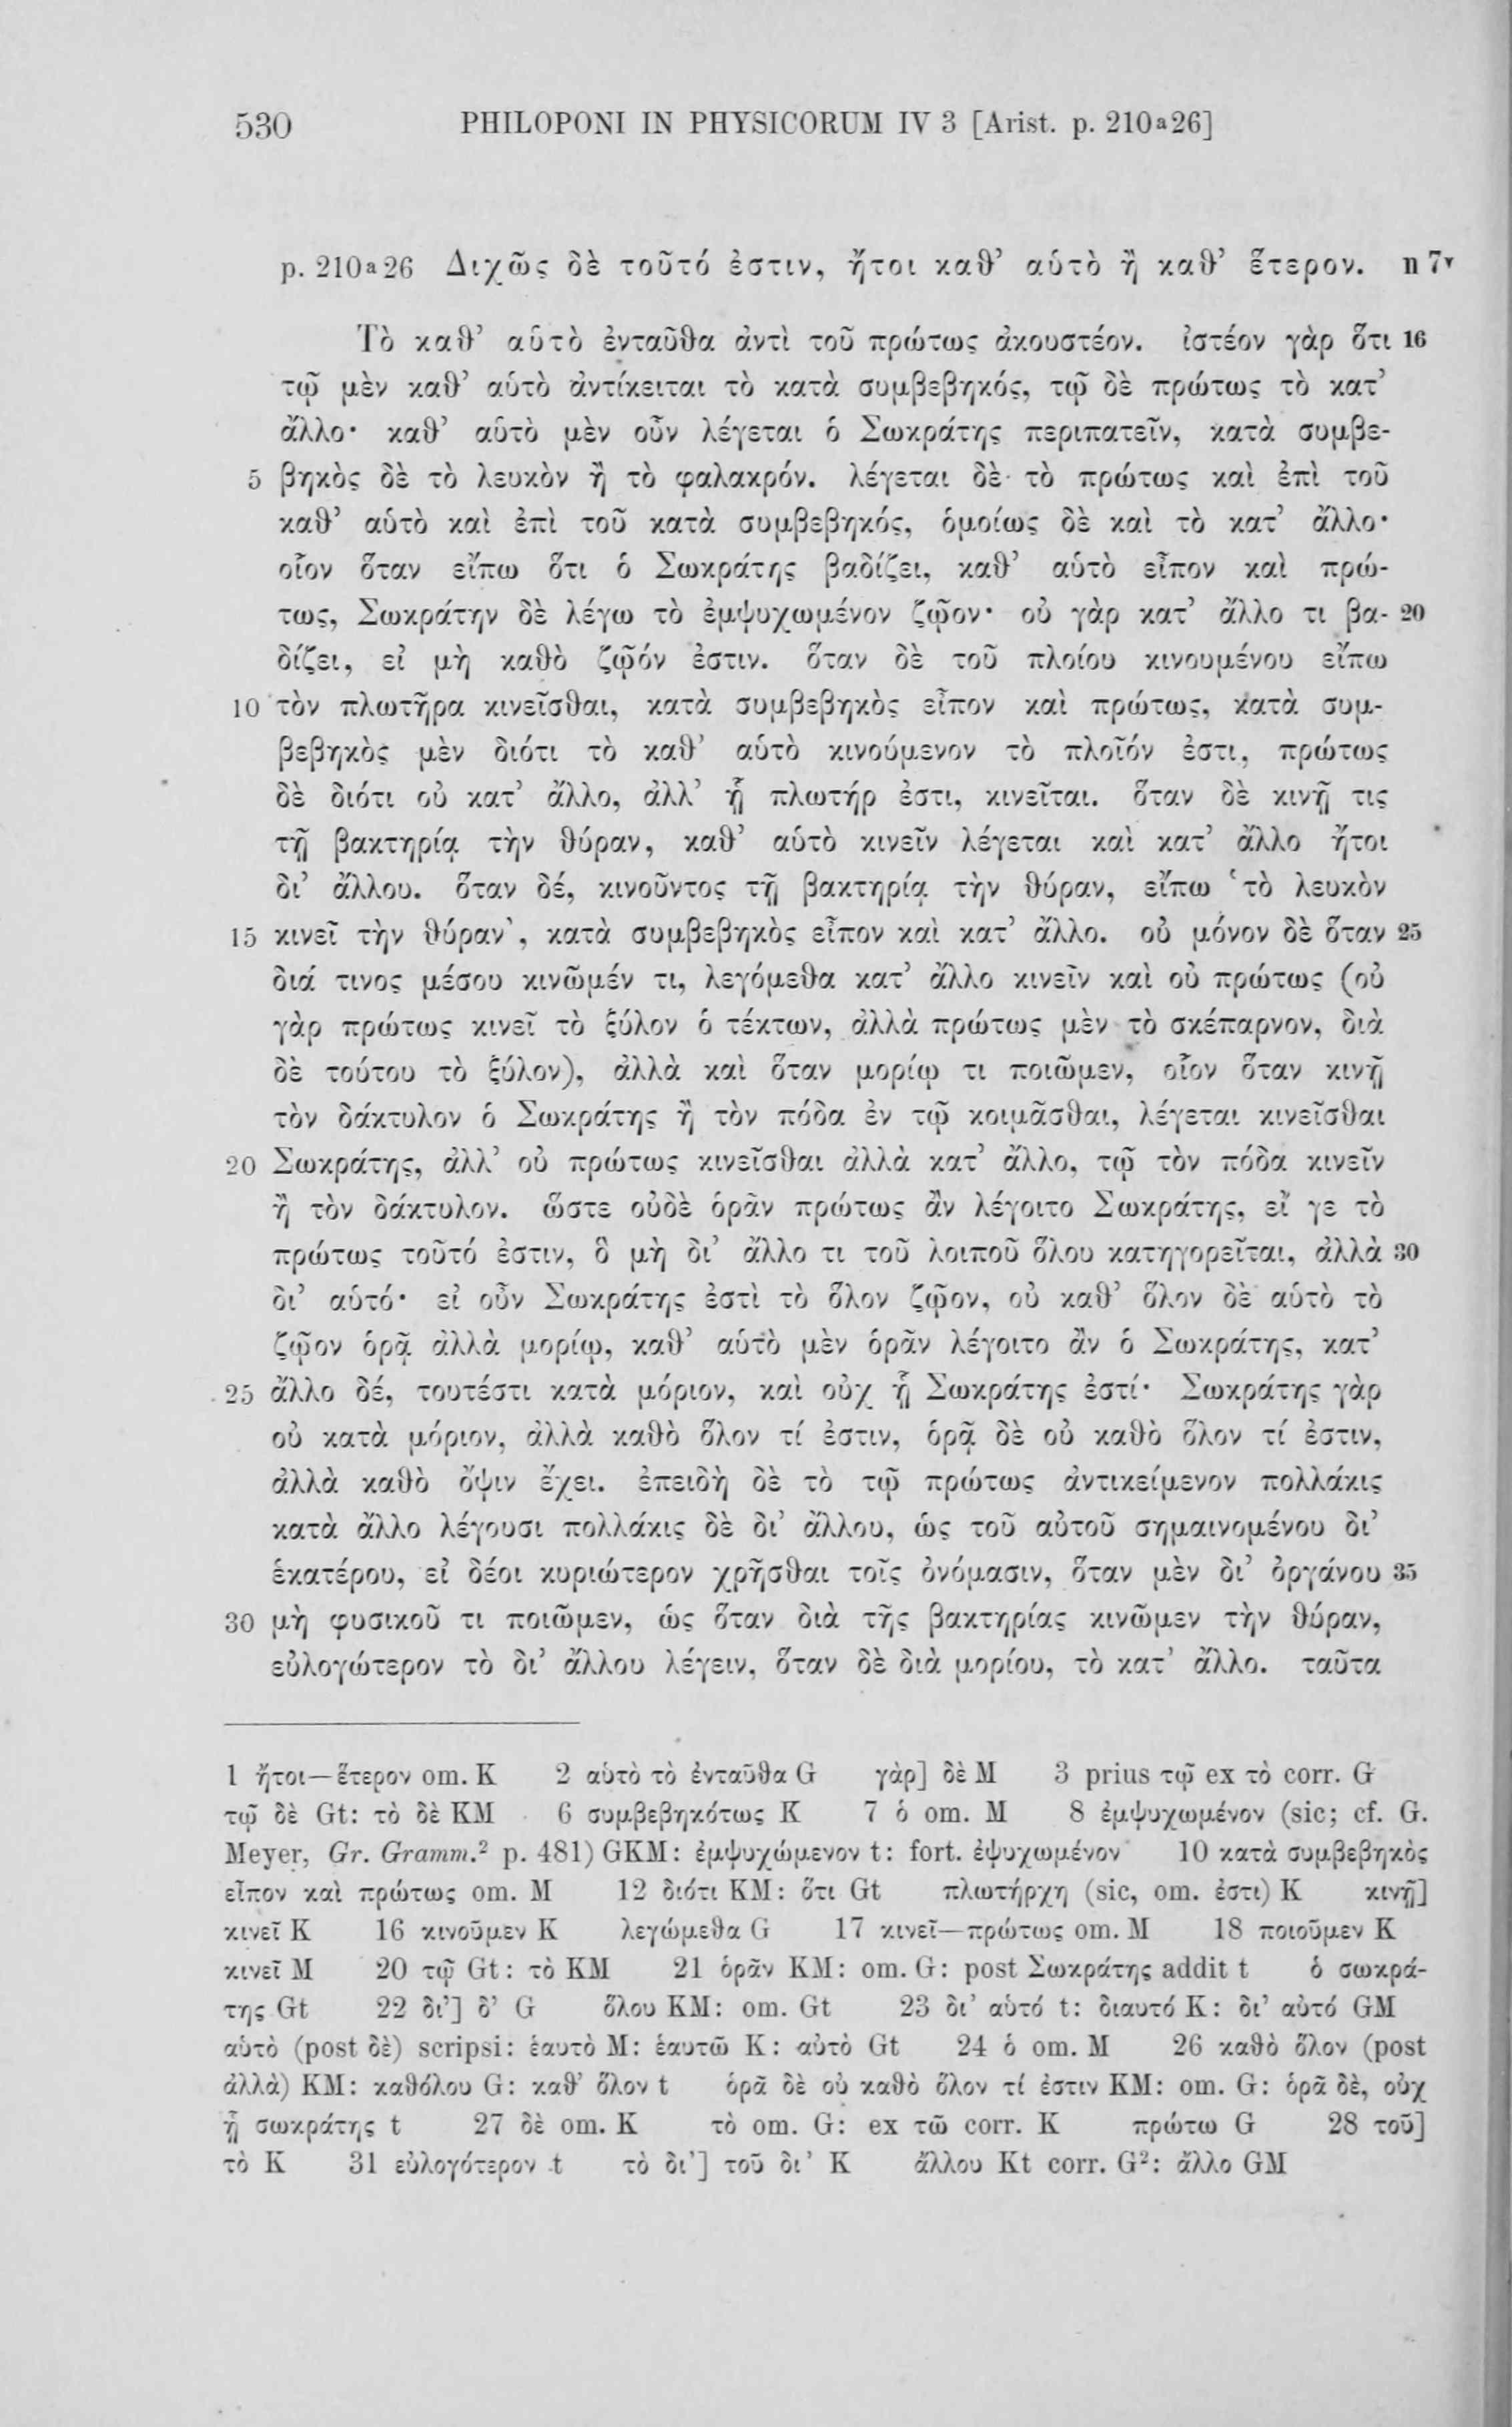 530 PHILOPONI IN PHYSICORUM IV 3 [Arist. p. 210a26]
p. 210a26 Διχῶς δὲ τοῦτό ἐστιν, ἤτοι καθ’ αὑτὸ ἢ καθ’ ἕτερον. n 7v
Τὸ καθ’ αὑτὸ ἐνταῦθα ἀντὶ τοῦ πρώτως ἀκουστέον. ἰστέον γὰρ ὅτι 16
τῷ μὲν καθ’ αὑτὸ ἀντίκειται τὸ κατὰ συμβεβηκός, τῷ δὲ πρώτως τὸ κατ’
ἄλλο· καθ’ αὑτὸ μὲν οὖν λέγεται ὁ Σωκράτης περιπατεῖν, κατὰ συμβε-
5 βηκὸς δὲ τὸ λευκὸν ἢ τὸ φαλακρόν. λέγεται δὲ τὸ πρώτως καὶ ἐπὶ τοῦ
καθ’ αὑτὸ καὶ ἐπὶ τοῦ κατὰ συμβεβηκός, ὁμοίως δὲ καὶ τὸ κατ’ ἄλλο·
οἷον ὅταν εἴπω ὅτι ὁ Σωκράτης βαδίζει, καθ’ αὑτὸ εἶπον καὶ πρώ-
τως, Σωκράτην δὲ λέγω τὸ ἐμψυχωμένον ζῷον· οὐ γὰρ κατ’ ἄλλο τι βα- 20
δίζει, εἰ μὴ καθὸ ζῷόν ἐστιν. ὅταν δὲ τοῦ πλοίου κινουμένου εἴπω
10 τὸν πλωτῆρα κινεῖσθαι, κατὰ συμβεβηκὸς εἶπον καὶ πρώτως, κατὰ συμ-
βεβηκὸς μὲν διότι τὸ καθ’ αὑτὸ κινούμενον τὸ πλοῖόν ἐστι, πρώτως
δὲ διότι οὐ κατ’ ἄλλο, ἀλλ’ ᾗ πλωτήρ ἐστι, κινεῖται. ὅταν δὲ κινῇ τις
τῇ βακτηρίᾳ τὴν θύραν, καθ’ αὑτὸ κινεῖν λέγεται καὶ κατ’ ἄλλο ἤτοι
δι’ ἄλλου. ὅταν δέ, κινοῦντος τῇ βακτηρίᾳ τὴν θύραν, εἴπω ‘τὸ λευκὸν
15 κινεῖ τὴν θύραν’, κατὰ συμβεβηκὸς εἶπον καὶ κατ’ ἄλλο. οὐ μόνον δὲ ὅταν 25
διά τινος μέσου κινῶμέν τι, λεγόμεθα κατ’ ἄλλο κινεῖν καὶ οὐ πρώτως (οὐ
γὰρ πρώτως κινεῖ τὸ ξύλον ὁ τέκτων, ἀλλὰ πρώτως μὲν τὸ σκέπαρνον, διὰ
δὲ τούτου τὸ ξύλον), ἀλλὰ καὶ ὅταν μορίῳ τι ποιῶμεν, οἷον ὅταν κινῇ
τὸν δάκτυλον ὁ Σωκράτης ἢ τὸν πόδα ἐν τῷ κοιμᾶσθαι, λέγεται κινεῖσθαι
20 Σωκράτης, ἀλλ’ οὐ πρώτως κινεῖσθαι ἀλλὰ κατ’ ἄλλο, τῷ τὸν πόδα κινεῖν
ἢ τὸν δάκτυλον. ὥστε οὐδὲ ὁρᾶν πρώτως ἂν λέγοιτο Σωκράτης, εἴ γε τὸ
πρώτως τοῦτό ἐστιν, ὃ μὴ δι’ ἄλλο τι τοῦ λοιποῦ ὅλου κατηγορεῖται, ἀλλὰ 30
δι’ αὑτό· εἰ οὖν Σωκράτης ἐστὶ τὸ ὅλον ζῷον, οὐ καθ’ ὅλον δὲ αὑτὸ τὸ
ζῷον ὁρᾷ ἀλλὰ μορίῳ, καθ’ αὑτὸ μὲν ὁρᾶν λέγοιτο ἂν ὁ Σωκράτης, κατ’
25 ἄλλο δέ, τουτέστι κατὰ μόριον, καὶ οὐχ ᾗ Σωκράτης ἐστί· Σωκράτης γὰρ
οὐ κατὰ μόριον, ἀλλὰ καθὸ ὅλον τί ἐστιν, ὁρᾷ δὲ οὐ καθὸ ὅλον τί ἐστιν,
ἀλλὰ καθὸ ὄψιν ἔχει. ἐπειδὴ δὲ τὸ τῷ πρώτως ἀντικείμενον πολλάκις
κατὰ ἄλλο λέγουσι πολλάκις δὲ δι’ ἄλλου, ὡς τοῦ αὐτοῦ σημαινομένου δι’
ἑκατέρου, εἰ δέοι κυριώτερον χρῆσθαι τοῖς ὀνόμασιν, ὅταν μὲν δι’ ὀργάνου 35
30 μὴ φυσικοῦ τι ποιῶμεν, ὡς ὅταν διὰ τῆς βακτηρίας κινῶμεν τὴν θύραν,
εὐλογώτερον τὸ δι’ ἄλλου λέγειν, ὅταν δὲ διὰ μορίου, τὸ κατ’ ἄλλο. ταῦτα
1 ἤτοι—ἕτερον om. K 2 αὑτὸ τὸ ἐνταῦθα G γὰρ] δὲ M 3 prius τῷ ex τὸ corr. G
τῷ δὲ Gt: τὸ δὲ KM 6 συμβεβηκότως K 7 ὁ om. M 8 ἐμψυχωμένον (sic; cf. G.
Meyer, Gr. Gramm.² p. 481) GKM: ἐμψυχώμενον t: fort. ἐψυχωμένον 10 κατὰ συμβεβηκὸς
εἶπον καὶ πρώτως om. M 12 διότι KM: ὅτι Gt πλωτήρχη (sic, om. ἐστι) K κινῇ]
κινεῖ K 16 κινοῦμεν K λεγώμεθα G 17 κινεῖ—πρώτως om. M 18 ποιοῦμεν K
κινεῖ M 20 τῷ Gt: τὸ KM 21 ὁρᾶν KM: om. G: post Σωκράτης addit t ὁ σωκρά-
της Gt 22 δι’] δ’ G ὅλου KM: om. Gt 23 δι’ αὑτό t: διαυτό K: δι’ αὐτό GM
αὑτὸ (post δὲ) scripsi: ἑαυτὸ M: ἑαυτῶ K: αὐτὸ Gt 24 ὁ om. M 26 καθὸ ὅλον (post
ἀλλὰ) KM: καθόλου G: καθ’ ὅλον t ὁρᾶ δὲ οὐ καθὸ ὅλον τί ἐστιν KM: om. G: ὁρᾶ δὲ, οὐχ
ᾗ σωκράτης t 27 δὲ om. K τὸ om. G: ex τῶ corr. K πρώτω G 28 τοῦ]
τὸ K 31 εὐλογότερον t τὸ δι’] τοῦ δι’ K ἄλλου Kt corr. G²: ἄλλο GM